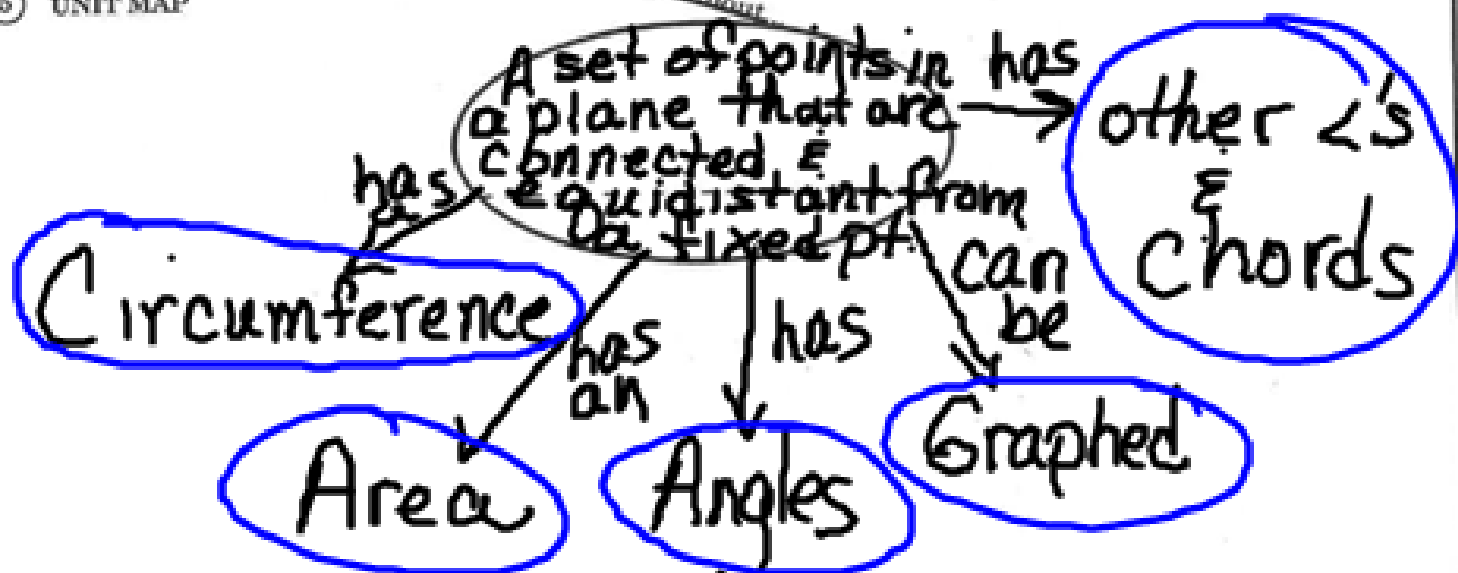 UNIT MAP
A set of points in
a plane that are
connected &
equidistant from
a fixed pt.
has
other <'s
&
chords
has
a
Circumference
has
an
Area
has
Angles
can
be
Graphed